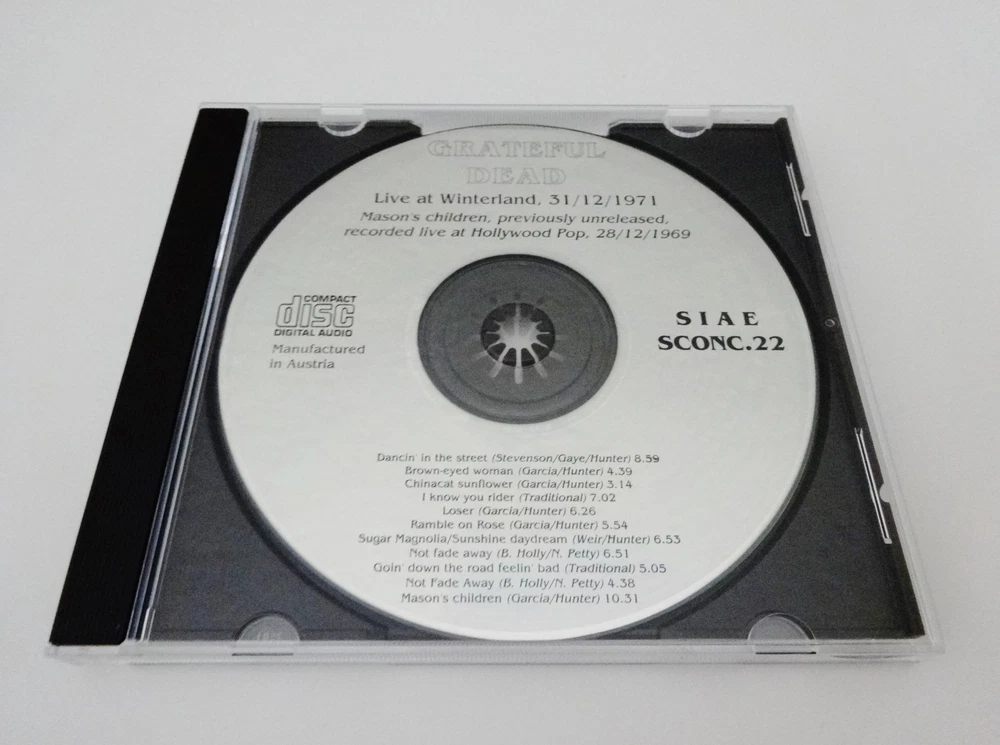 GRATEFUL
DEAD
Live at Winterland, 31/12/1971
Mason's children, previously unreleased,
recorded live at Hollywood Pop, 28/12/1969
COMPACT
disc
DIGITAL AUDIO
Manufactured
in Austria
S I A E
SCONC.22
Dancin' in the street (Stevenson/Gaye/Hunter) 8.59
Brown-eyed woman (Garcia/Hunter) 4.39
Chinacat sunflower (Garcia/Hunter) 3.14
I know you rider (Traditional) 7.02
Loser (Garcia/Hunter) 6.26
Ramble on Rose (Garcia/Hunter) 5.54
Sugar Magnolia/Sunshine daydream (Weir/Hunter) 6.53
Not fade away (B. Holly/N. Petty) 6.51
Goin' down the road feelin' bad (Traditional) 5.05
Not Fade Away (B. Holly/N. Petty) 4.38
Mason's children (Garcia/Hunter) 10.31